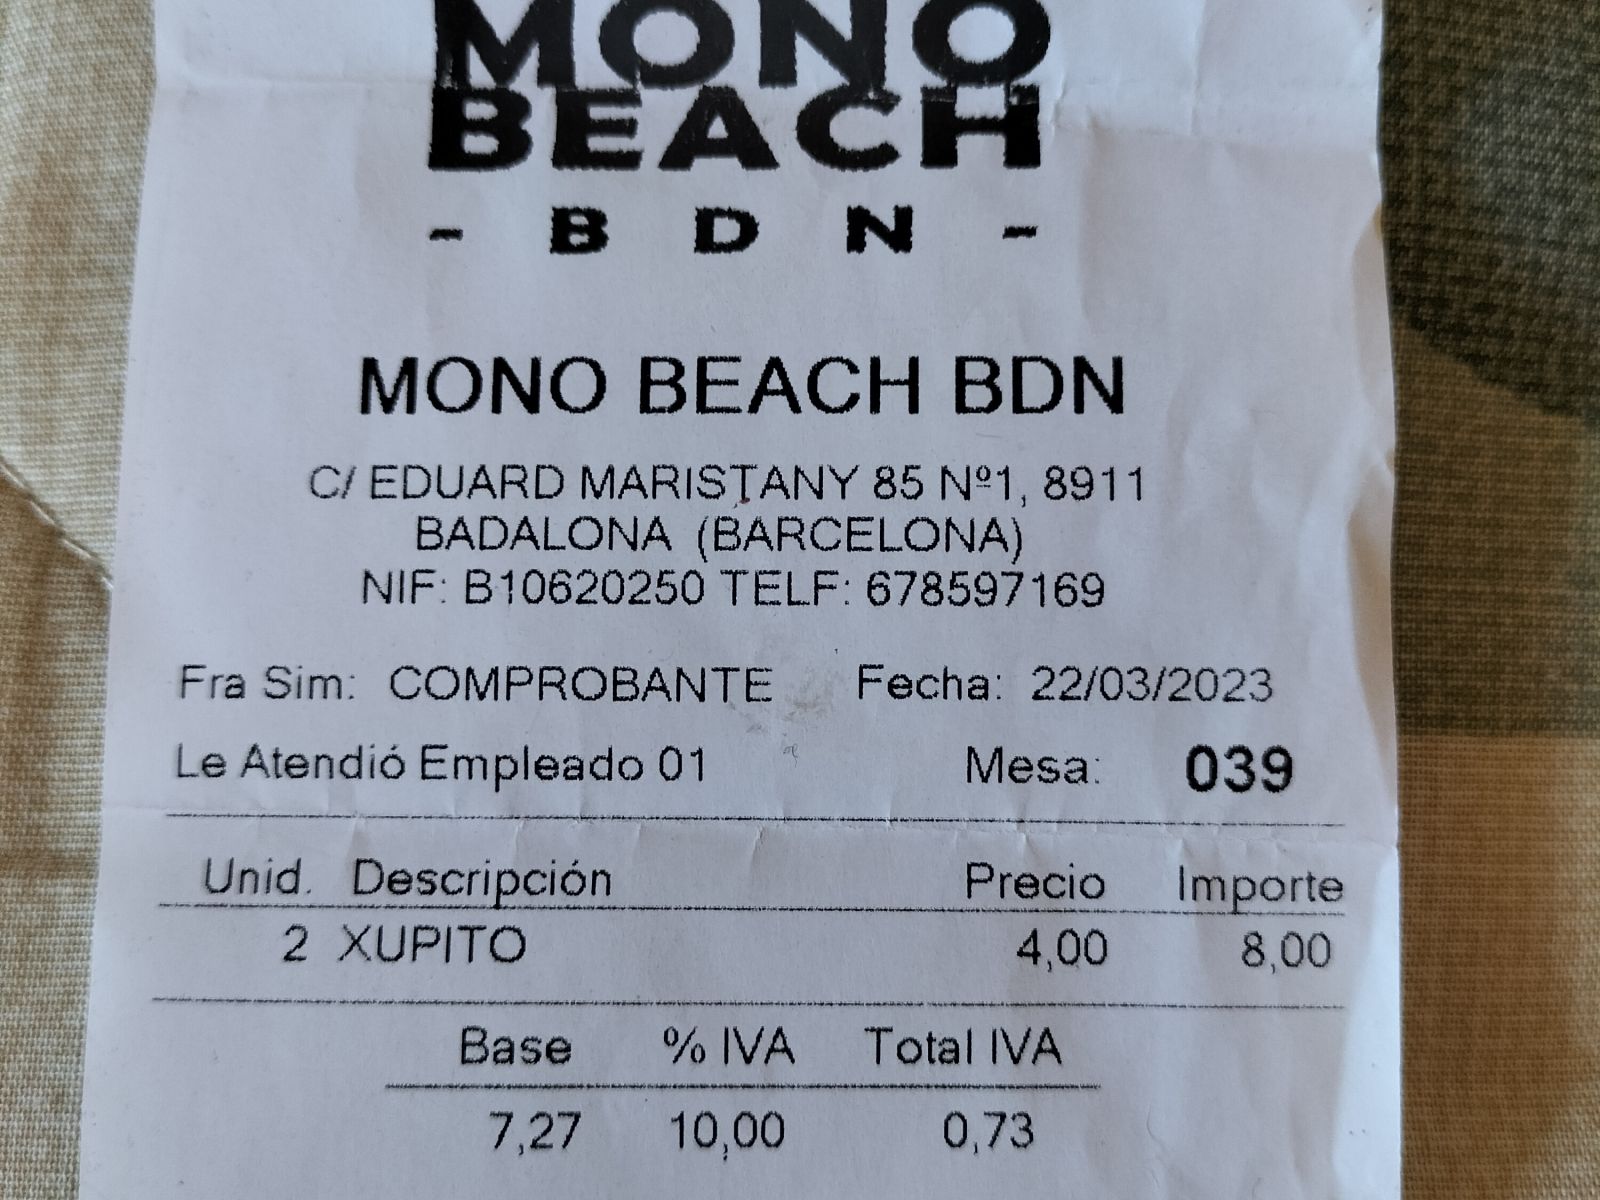 MONO
BEACH
- B D N -
MONO BEACH BDN
C/ EDUARD MARISTANY 85 Nº1, 8911
BADALONA (BARCELONA)
NIF: B10620250 TELF: 678597169
Fra Sim: COMPROBANTE Fecha: 22/03/2023
Le Atendió Empleado 01 Mesa: 039
Unid. Descripción Precio Importe
2 XUPITO 4,00 8,00
Base % IVA Total IVA
7,27 10,00 0,73